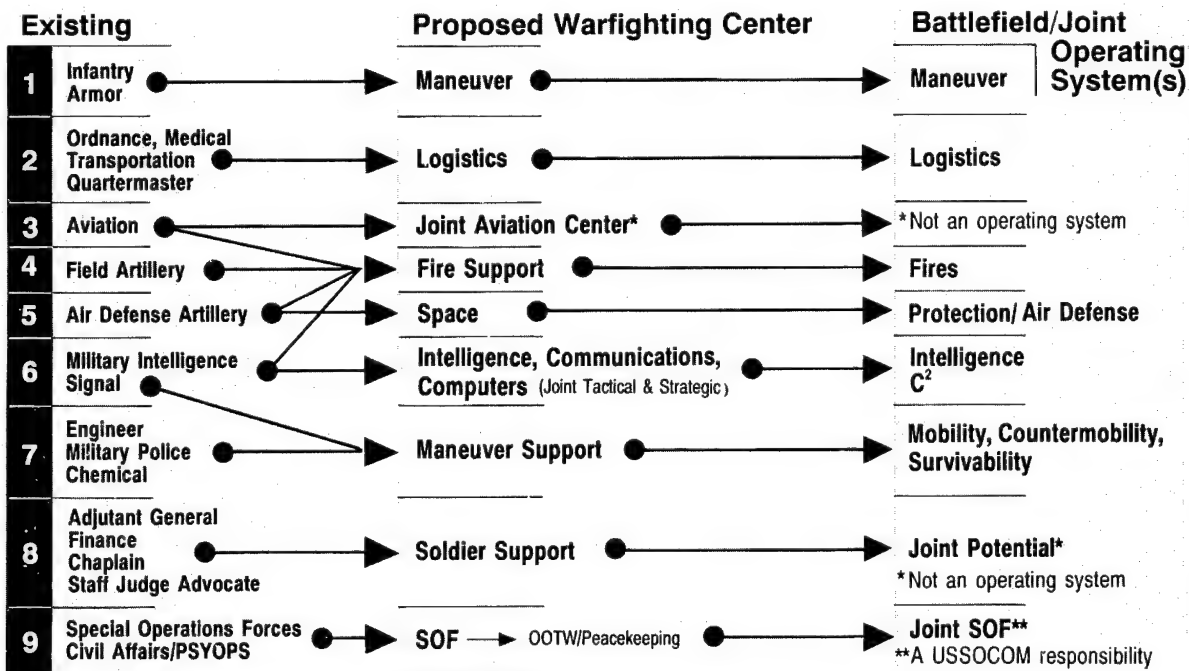 Existing
Proposed Warfighting Center
Battlefield/Joint
Operating
System(s)
1
Infantry
Armor
Maneuver
Maneuver
2
Ordnance, Medical
Transportation
Quartermaster
Logistics
Logistics
3
Aviation
Joint Aviation Center*
*Not an operating system
4
Field Artillery
Fire Support
Fires
5
Air Defense Artillery
Space
Protection/ Air Defense
6
Military Intelligence
Signal
Intelligence, Communications,
Computers (Joint Tactical & Strategic)
Intelligence
C²
7
Engineer
Military Police
Chemical
Maneuver Support
Mobility, Countermobility,
Survivability
8
Adjutant General
Finance
Chaplain
Staff Judge Advocate
Soldier Support
Joint Potential*
*Not an operating system
9
Special Operations Forces
Civil Affairs/PSYOPS
SOF
OOTW/Peacekeeping
Joint SOF**
**A USSOCOM responsibility